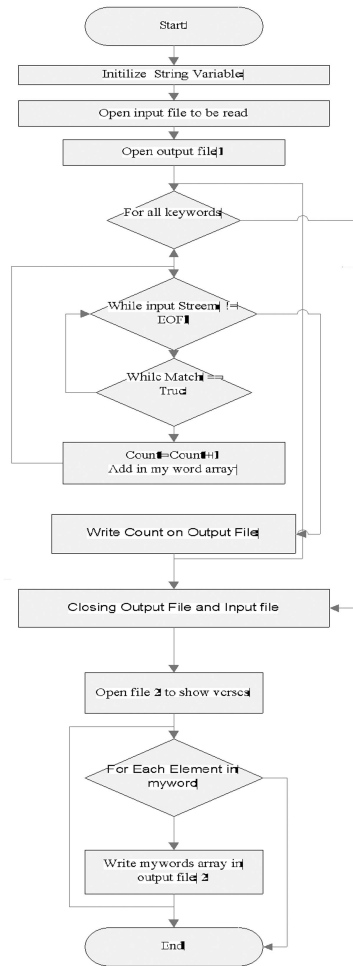 Start
Initilize String Variable
Open input file to be read
Open output file 1
For all keywords
While input Streem !=
EOF
While Match ==
True
Count=Count+1
Add in my word array
Write Count on Output File
Closing Output File and Input file
Open file 2 to show verses
For Each Element in
myword
Write mywords array in
output file 2
End